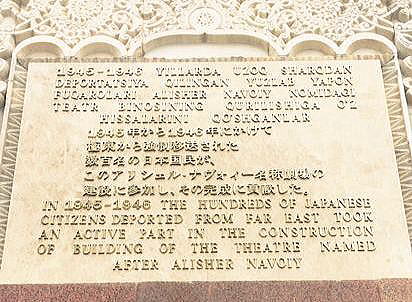 1945-1946 YILLARDA UZOQ SHARQDAN
DEPORTATSIYA QILINGAN YUZLAB YAPON
FUQAROLARI ALISHER NAVOIY NOMIDAGI
TEATR BINOSINING QURILISHIGA O'Z
HISSALARINI QO'SHGANLAR
1945年から1946年にかけて
極東から強制移送された
数百名の日本国民が、
このアリシェル・ナヴォイー名称劇場の
建設に参加し、その完成に貢献した。
IN 1945-1946 THE HUNDREDS OF JAPANESE
CITIZENS DEPORTED FROM FAR EAST TOOK
AN ACTIVE PART IN THE CONSTRUCTION
OF BUILDING OF THE THEATRE NAMED
AFTER ALISHER NAVOIY